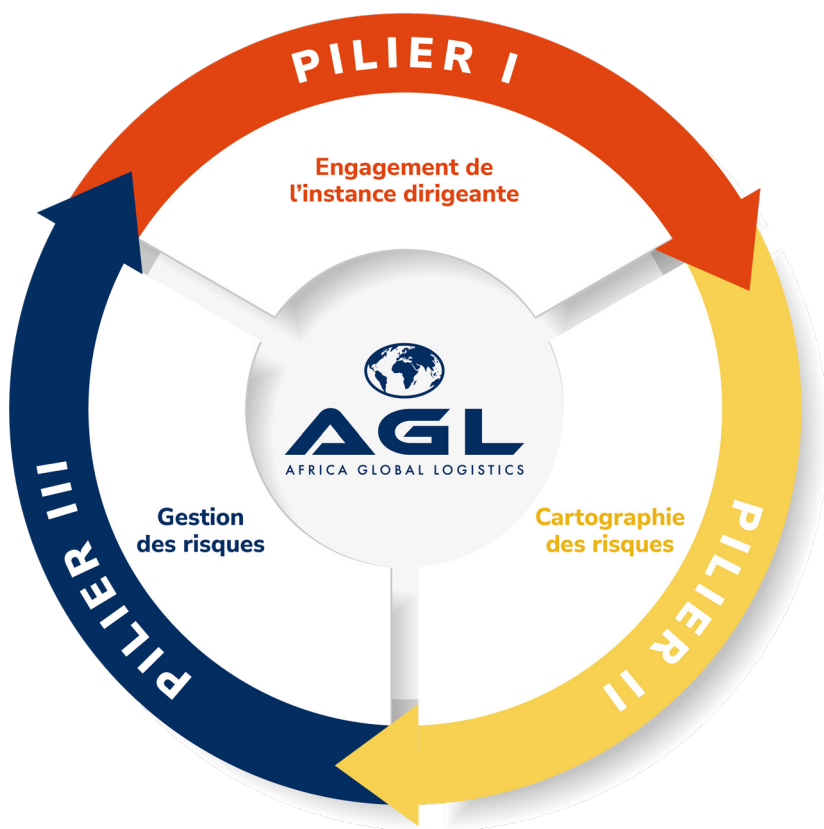 PILIER I
Engagement de
l'instance dirigeante
AGL
AFRICA GLOBAL LOGISTICS
PILIER II
Cartographie
des risques
PILIER III
Gestion
des risques